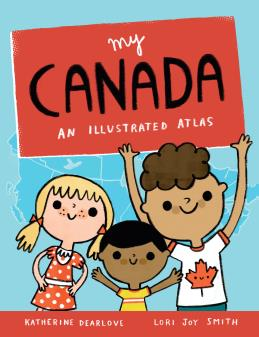 my
CANADA
AN ILLUSTRATED ATLAS
KATHERINE DEARLOVE LORI JOY SMITH